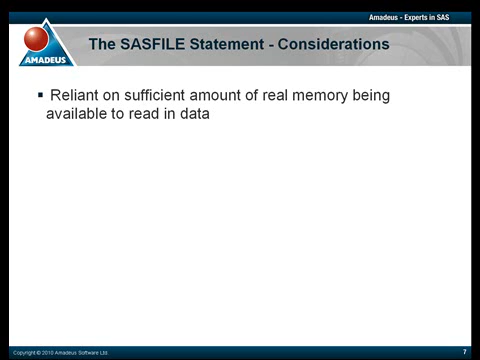 Amadeus - Experts in SAS
The SASFILE Statement - Considerations
AMADEUS
▪ Reliant on sufficient amount of real memory being
available to read in data
Copyright © 2010 Amadeus Software Ltd.
7